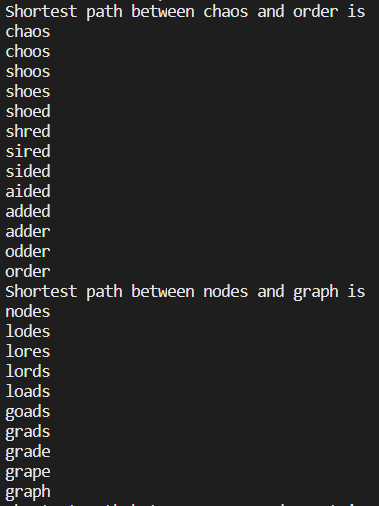 Shortest path between chaos and order is
chaos
choos
shoos
shoes
shoed
shred
sired
sided
aided
added
adder
odder
order
Shortest path between nodes and graph is
nodes
lodes
lores
lords
loads
goads
grads
grade
grape
graph